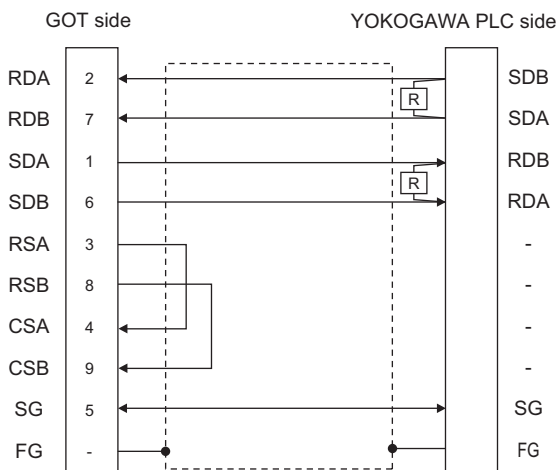 GOT side YOKOGAWA PLC side
RDA 2 SDB
R
RDB 7 SDA
SDA 1 RDB
R
SDB 6 RDA
RSA 3 -
RSB 8 -
CSA 4 -
CSB 9 -
SG 5 SG
FG - FG